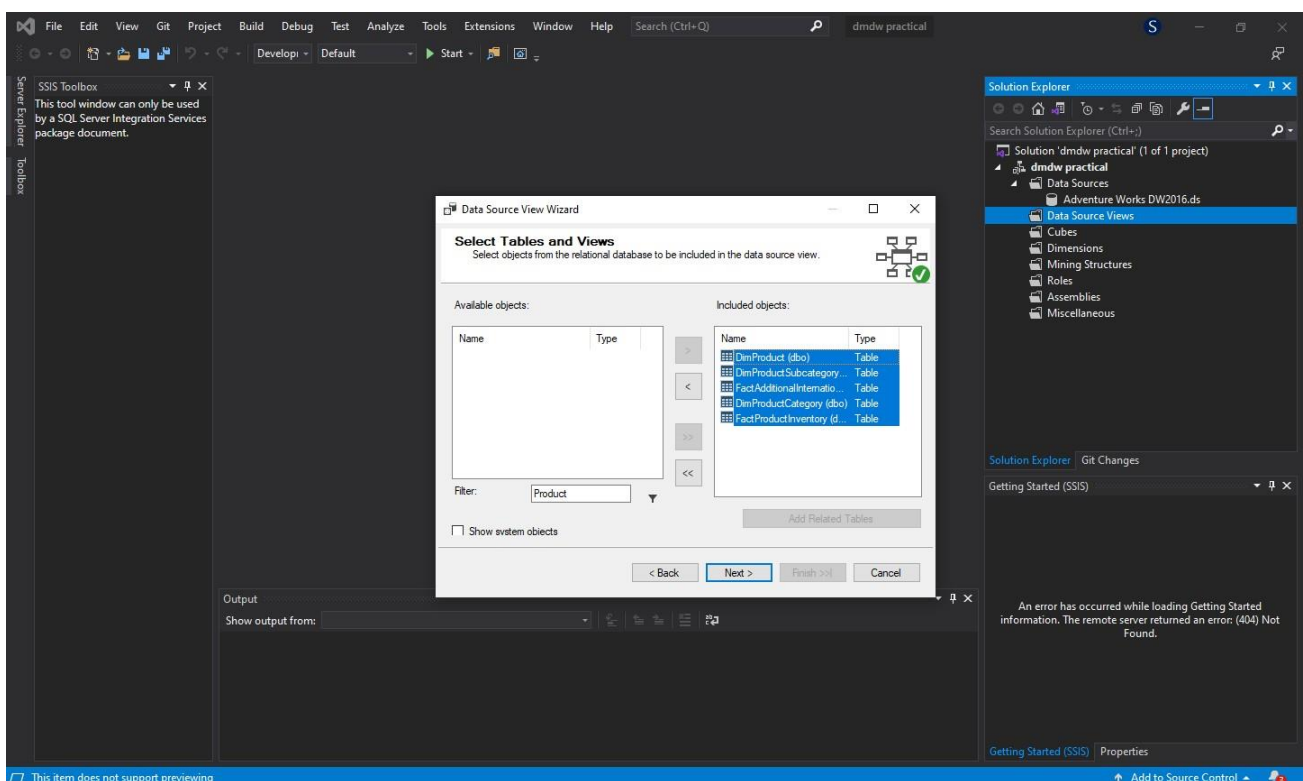 File Edit View Git Project Build Debug Test Analyze Tools Extensions Window Help Search (Ctrl+Q) dmdw practical S
Develop Default Start
Server Explorer
Toolbox
SSIS Toolbox
This tool window can only be used
by a SQL Server Integration Services
package document.
Data Source View Wizard
Select Tables and Views
Select objects from the relational database to be included in the data source view.
Available objects:
Name Type
>
<
>>
<<
Filter: Product
Show system objects
Included objects:
Name Type
DimProduct (dbo) Table
DimProductSubcategory... Table
FactAdditionalInternatio... Table
DimProductCategory (dbo) Table
FactProductInventory (d... Table
Add Related Tables
< Back Next > Finish >>| Cancel
Output
Show output from:
Solution Explorer
Search Solution Explorer (Ctrl+;)
Solution 'dmdw practical' (1 of 1 project)
dmdw practical
Data Sources
Adventure Works DW2016.ds
Data Source Views
Cubes
Dimensions
Mining Structures
Roles
Assemblies
Miscellaneous
Solution Explorer Git Changes
Getting Started (SSIS)
An error has occurred while loading Getting Started
information. The remote server returned an error: (404) Not
Found.
Getting Started (SSIS) Properties
This item does not support previewing Add to Source Control